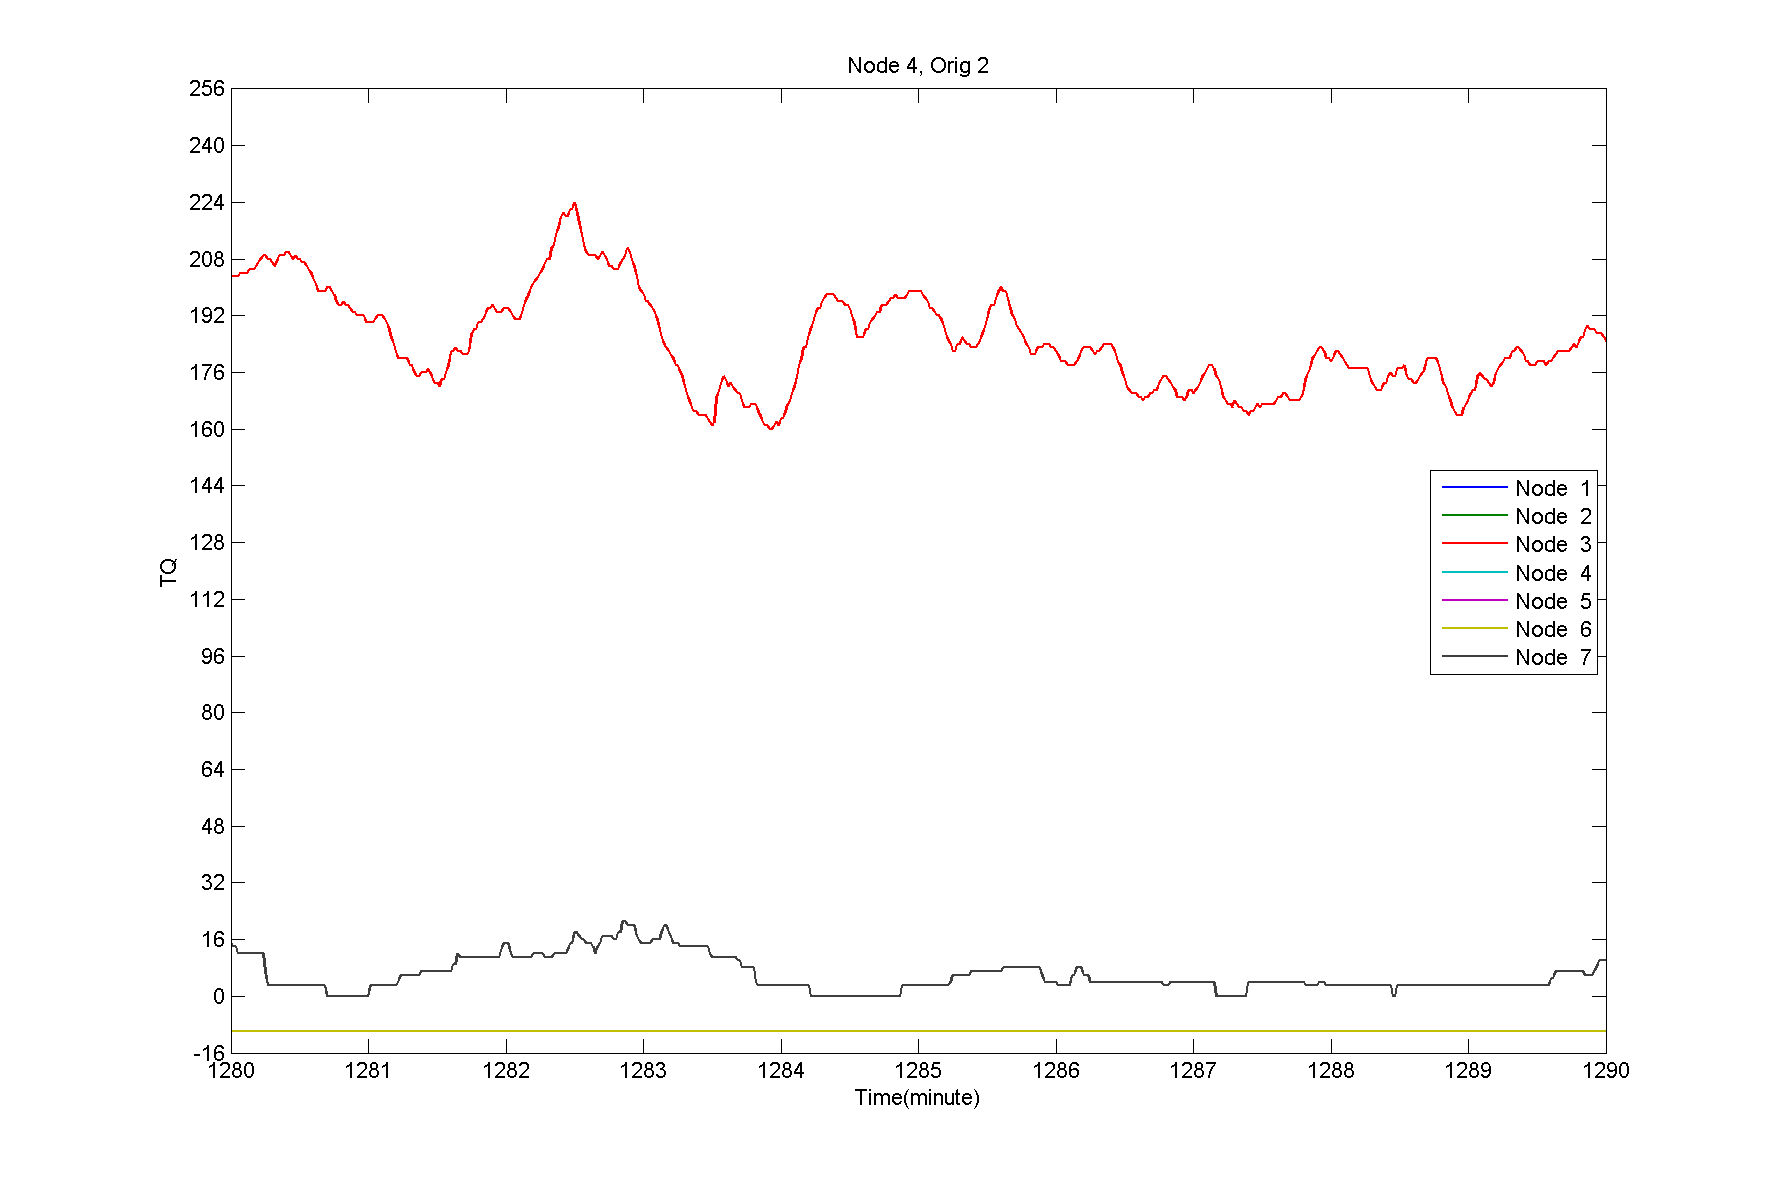 Node 4, Orig 2
256
240
224
208
192
176
160
144
128
112
96
80
64
48
32
16
0
-16
TQ
Node 1
Node 2
Node 3
Node 4
Node 5
Node 6
Node 7
1280 1281 1282 1283 1284 1285 1286 1287 1288 1289 1290
Time(minute)